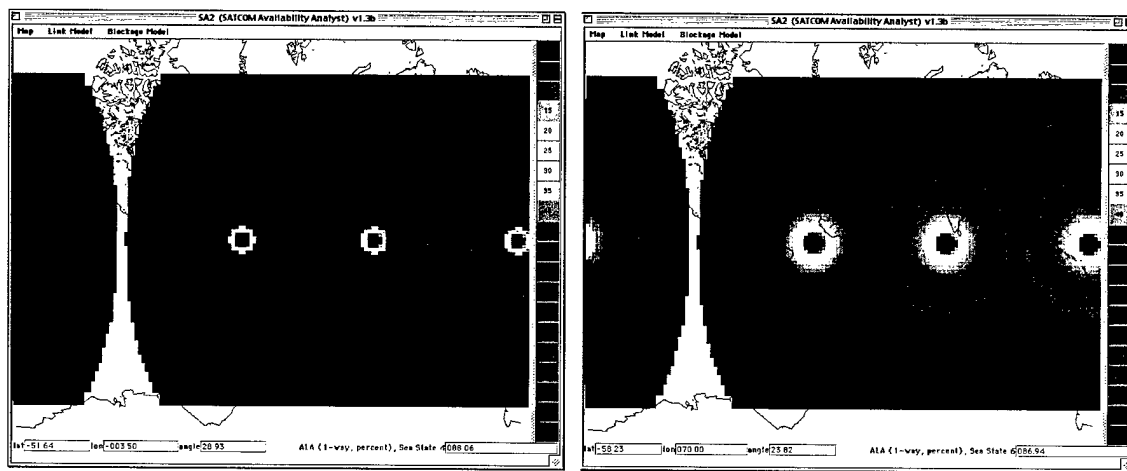 SA2 (SATCOM Availability Analyst) v1.3b
Map Link Model Blockage Model
15
20
25
30
35
lat -51.64 lon -003.50 angle 28.93 ALA (1-way, percent), Sea State 6 088.06
SA2 (SATCOM Availability Analyst) v1.3b
Map Link Model Blockage Model
15
20
25
30
35
lat -58.23 lon 070.00 angle 23.82 ALA (1-way, percent), Sea State 6 086.94